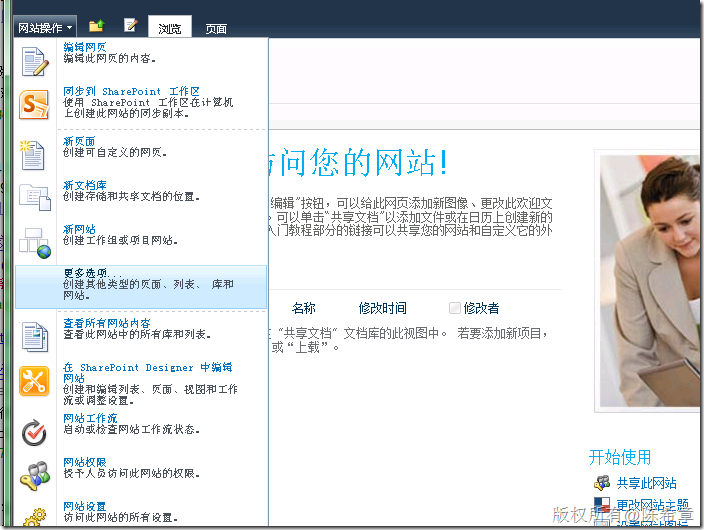 网站操作
浏览
页面
编辑网页
编辑此网页的内容。
同步到 SharePoint 工作区
使用 SharePoint 工作区在计算机
上创建此网站的同步副本。
新页面
创建可自定义的网页。
新文档库
创建存储和共享文档的位置。
新网站
创建工作组或项目网站。
更多选项...
创建其他类型的页面、列表、 库和
网站。
查看所有网站内容
查看此网站中的所有库和列表。
在 SharePoint Designer 中编辑
网站
创建和编辑列表、页面、视图和工作
流或调整设置。
网站工作流
启动或检查网站工作流状态。
网站权限
授予人员访问此网站的权限。
网站设置
访问此网站的所有设置。
访问您的网站!
编辑"按钮，可以给此网页添加新图像、更改此欢迎文
。可以单击"共享文档"以添加文件或在日历上创建新的
入门教程部分的链接可以共享您的网站和自定义它的外
名称
修改时间
修改者
"共享文档" 文档库的此视图中。 若要添加新项目，
或“上载”。
开始使用
共享此网站
更改网站主题
设置网站图标
版权所有@陈希章